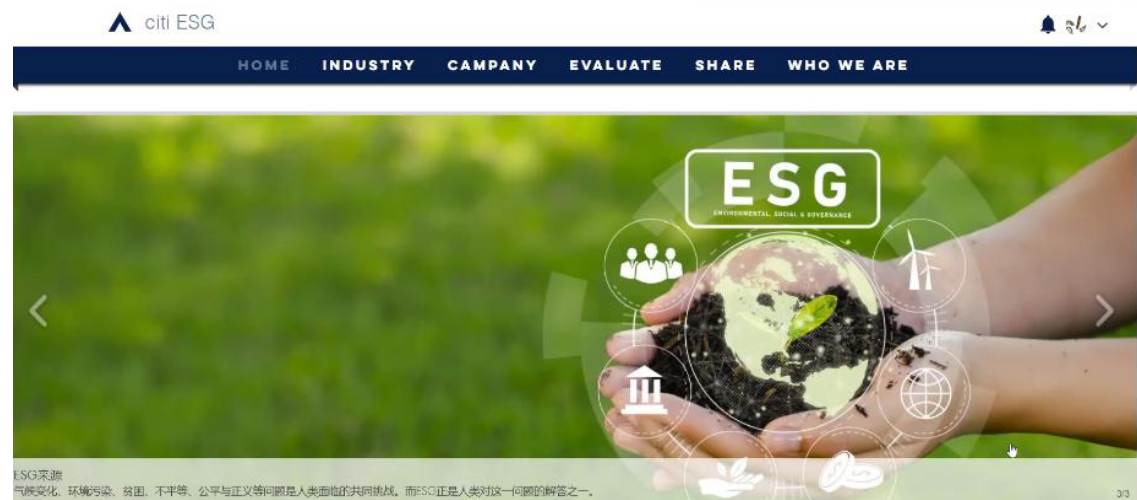 citi ESG
HOME INDUSTRY CAMPANY EVALUATE SHARE WHO WE ARE
ESG
ENVIRONMENTAL, SOCIAL & GOVERNANCE
ESG来源
气候变化、环境污染、贫困、不平等、公平与正义等问题是人类面临的共同挑战。而ESG正是人类对这一问题的解答之一。
3/3